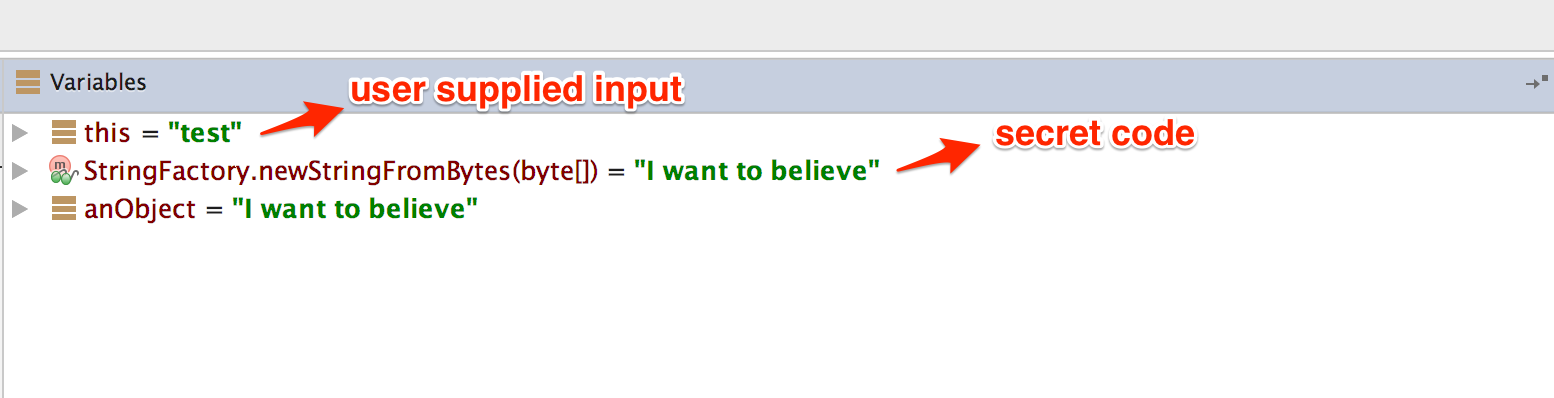 Variables
user supplied input
this = "test"
secret code
StringFactory.newStringFromBytes(byte[]) = "I want to believe"
anObject = "I want to believe"